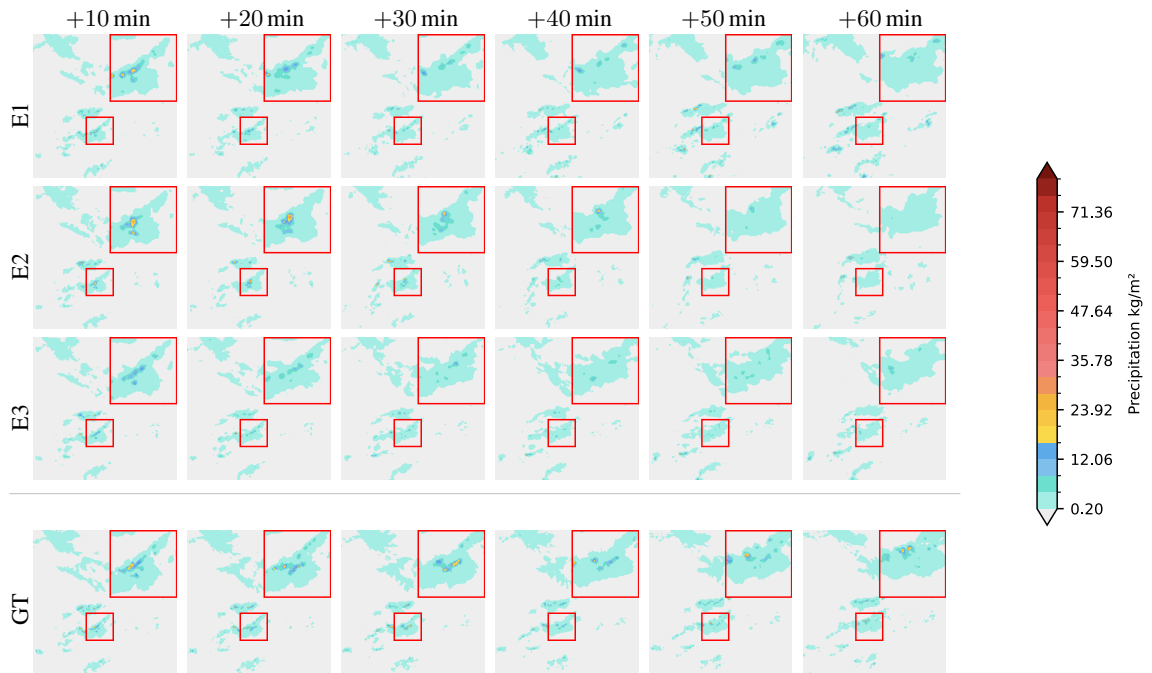 +10 min +20 min +30 min +40 min +50 min +60 min
E1
E2
E3
GT
71.36
59.50
47.64
35.78
23.92
12.06
0.20
Precipitation kg/m²